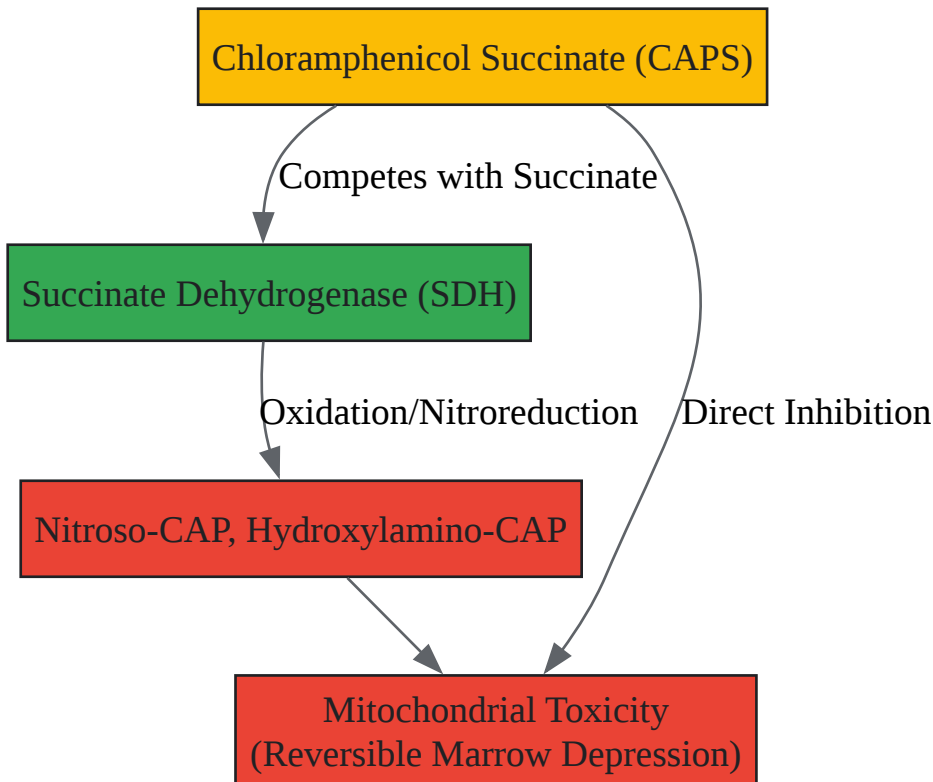 Chloramphenicol Succinate (CAPS)
Competes with Succinate
Succinate Dehydrogenase (SDH)
Oxidation/Nitroreduction
Direct Inhibition
Nitroso-CAP, Hydroxylamino-CAP
Mitochondrial Toxicity
(Reversible Marrow Depression)